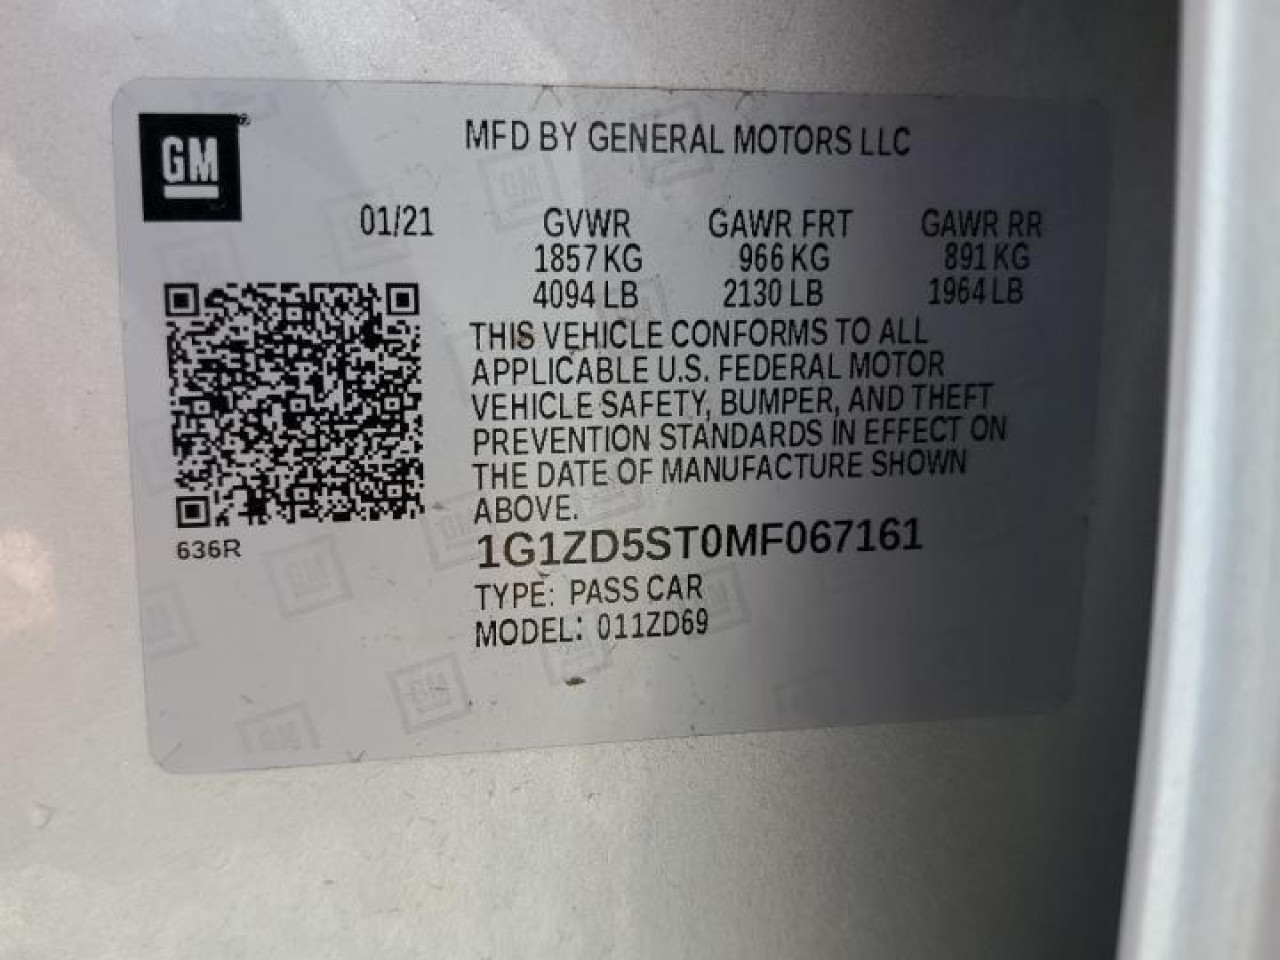 GM
MFD BY GENERAL MOTORS LLC
01/21 GVWR GAWR FRT GAWR RR
1857 KG 966 KG 891 KG
4094 LB 2130 LB 1964 LB
THIS VEHICLE CONFORMS TO ALL
APPLICABLE U.S. FEDERAL MOTOR
VEHICLE SAFETY, BUMPER, AND THEFT
PREVENTION STANDARDS IN EFFECT ON
THE DATE OF MANUFACTURE SHOWN
ABOVE.
636R
1G1ZD5ST0MF067161
TYPE: PASS CAR
MODEL: 011ZD69